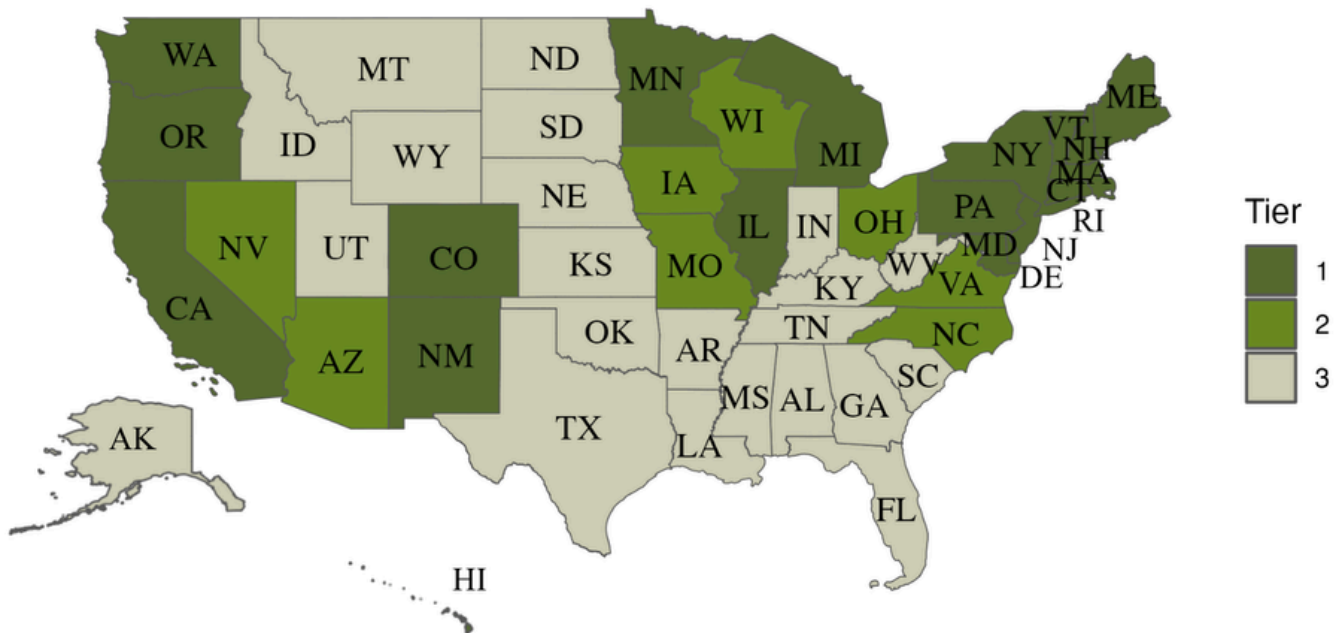 WA
MT
ND
MN
ME
OR
ID
WY
SD
WI
MI
NY
VT
NH
MA
CT
RI
NV
UT
CO
NE
IA
IL
IN
OH
PA
NJ
CA
KS
MO
KY
WV
MD
DE
VA
AZ
NM
OK
AR
TN
NC
TX
LA
MS
AL
GA
SC
FL
AK
HI
Tier
1
2
3